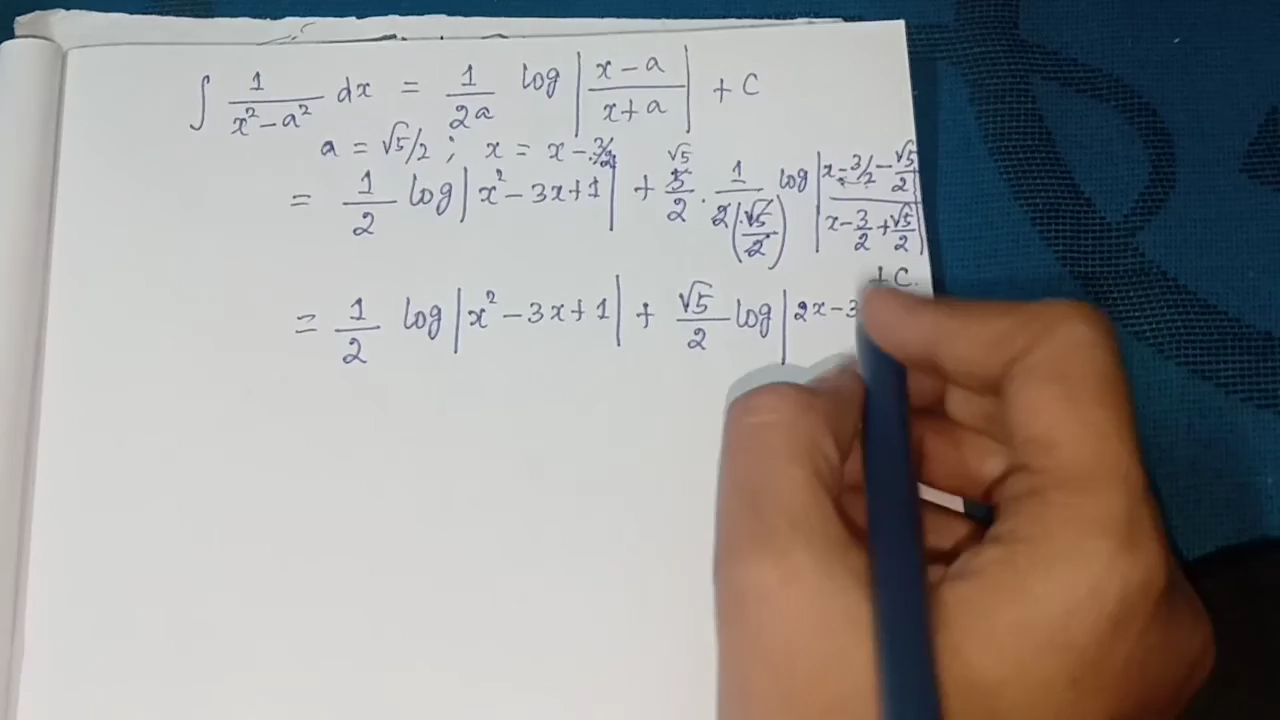 ∫ 1/(x² − a²) dx = 1/2a log |(x − a)/(x + a)| + C
a = √5/2 ; x = x − 3/2
= 1/2 log |x² − 3x + 1| + √5 5/2 · 1/(2(√5/2)) log |(x − 3/2 − √5/2)/(x − 3/2 + √5/2)|
+ C.
= 1/2 log |x² − 3x + 1| + √5/2 log |2x − 3